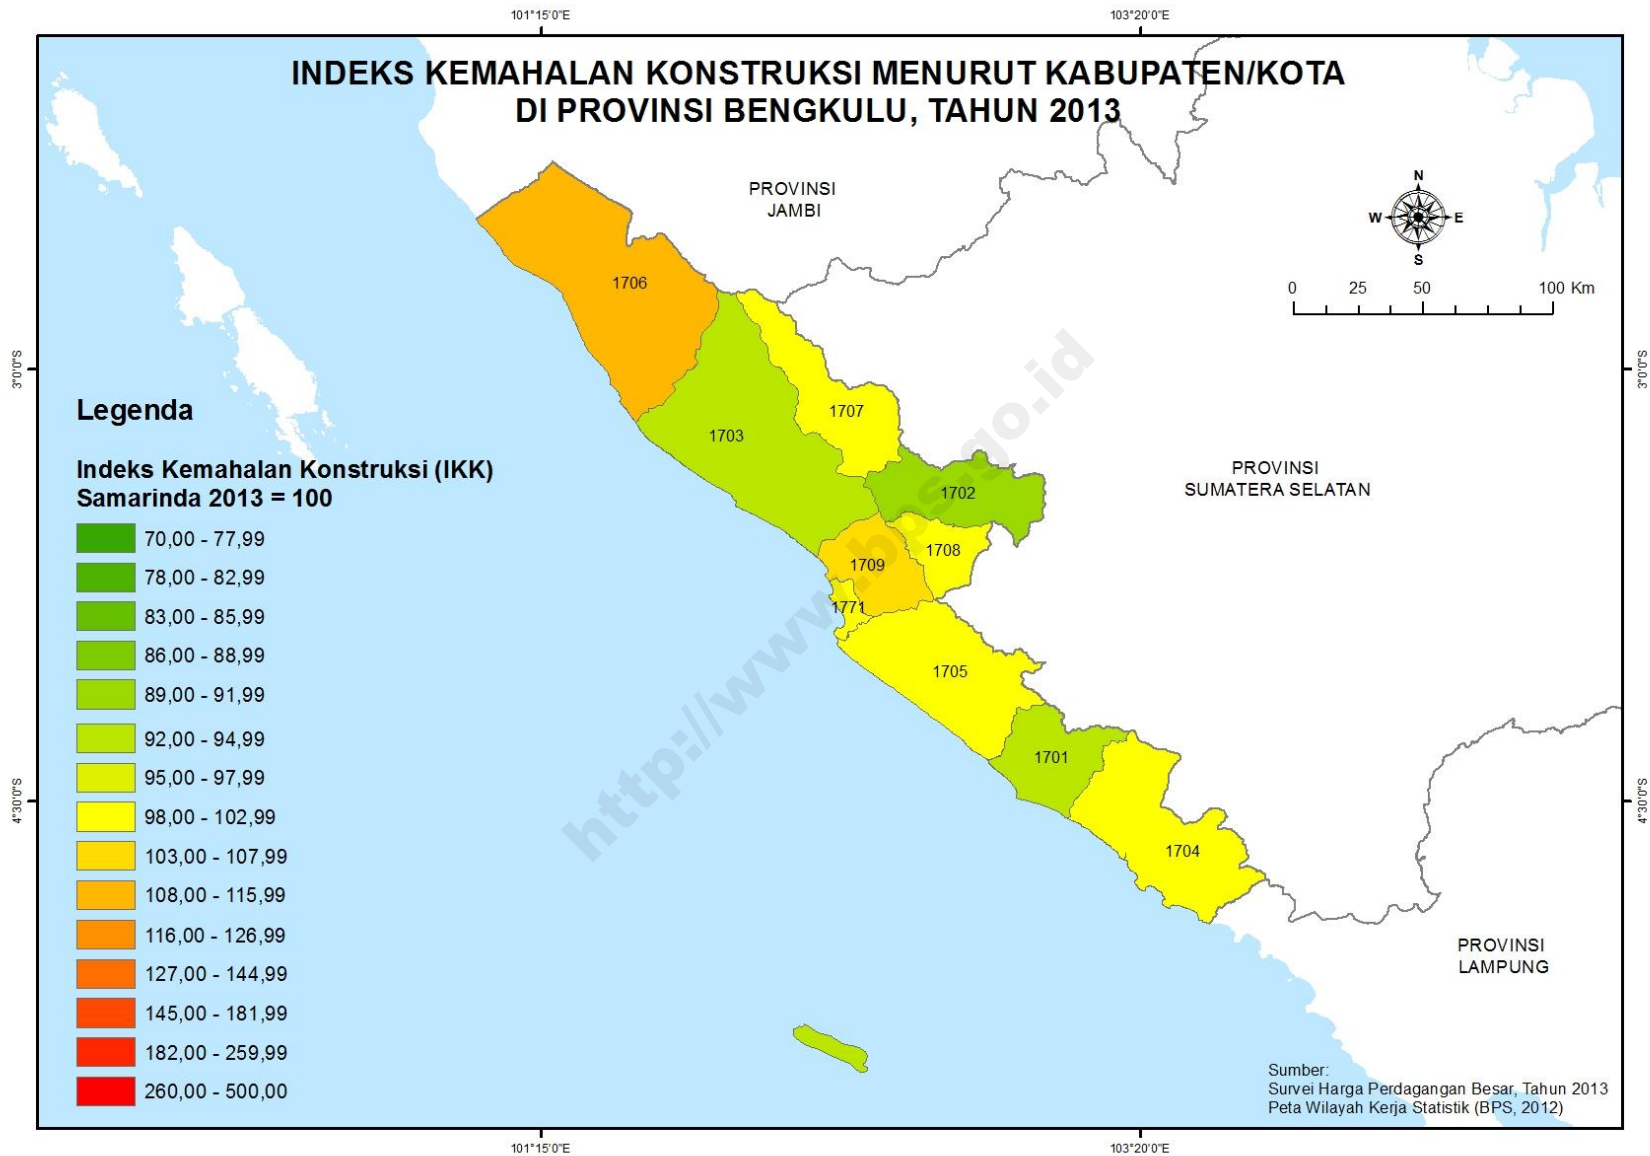 101°15'0"E
103°20'0"E
INDEKS KEMAHALAN KONSTRUKSI MENURUT KABUPATEN/KOTA
DI PROVINSI BENGKULU, TAHUN 2013
PROVINSI
JAMBI
N
W
E
S
0 25 50 100 Km
1706
3°0'0"S
3°0'0"S
1707
1703
1702
PROVINSI
SUMATERA SELATAN
1708
1709
1771
1705
1701
1704
4°30'0"S
4°30'0"S
http://www.bps.go.id
Legenda
Indeks Kemahalan Konstruksi (IKK)
Samarinda 2013 = 100
70,00 - 77,99
78,00 - 82,99
83,00 - 85,99
86,00 - 88,99
89,00 - 91,99
92,00 - 94,99
95,00 - 97,99
98,00 - 102,99
103,00 - 107,99
108,00 - 115,99
116,00 - 126,99
127,00 - 144,99
145,00 - 181,99
182,00 - 259,99
260,00 - 500,00
PROVINSI
LAMPUNG
Sumber:
Survei Harga Perdagangan Besar, Tahun 2013
Peta Wilayah Kerja Statistik (BPS, 2012)
101°15'0"E
103°20'0"E